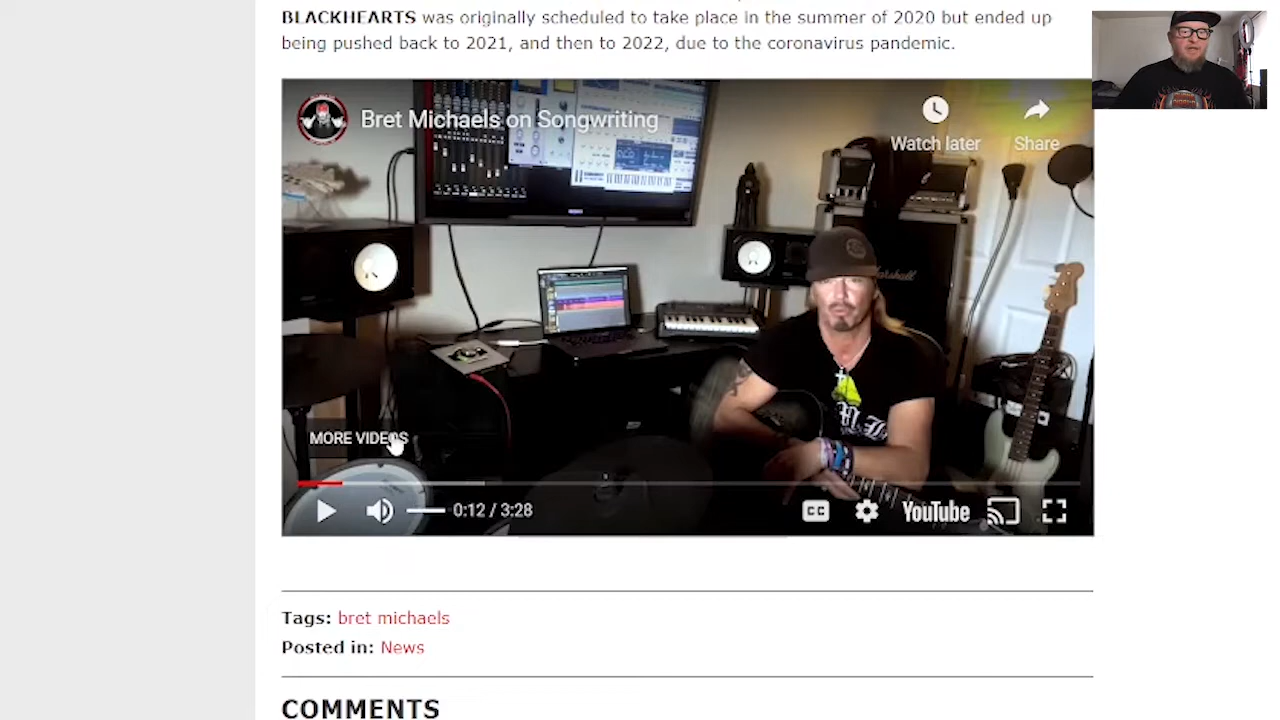 BLACKHEARTS was originally scheduled to take place in the summer of 2020 but ended up
being pushed back to 2021, and then to 2022, due to the coronavirus pandemic.
Bret Michaels on Songwriting
Watch later
Share
Marshall
MORE VIDEOS
0:12 / 3:28
CC
YouTube
Tags: bret michaels
Posted in: News
COMMENTS